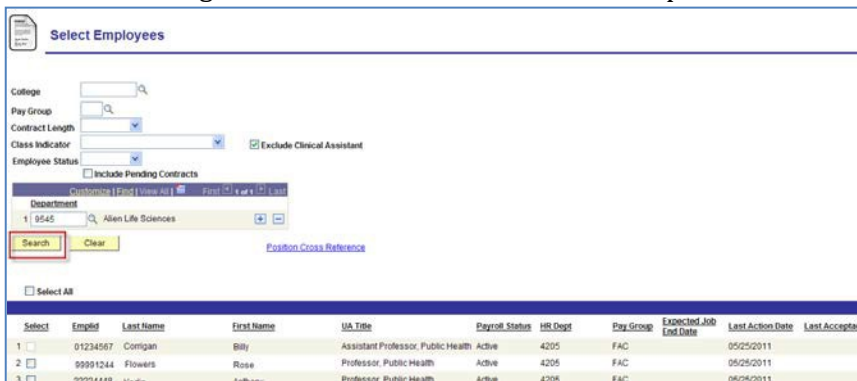 Select Employees
College
Pay Group
Contract Length
Class Indicator Exclude Clinical Assistant
Employee Status
Include Pending Contracts
Customize | Find | View All | First 1 of 1 Last
Department
1 9545 Alien Life Sciences
Search Clear Position Cross Reference
Select All
Select Emplid Last Name First Name UA Title Payroll Status HR Dept Pay Group Expected Job End Date Last Action Date Last Accepta
1 01234567 Corrigan Billy Assistant Professor, Public Health Active 4205 FAC 05/25/2011
2 99991244 Flowers Rose Professor, Public Health Active 4205 FAC 05/25/2011
3 Anthony Professor, Public Health Active 4205 FAC 05/25/2011